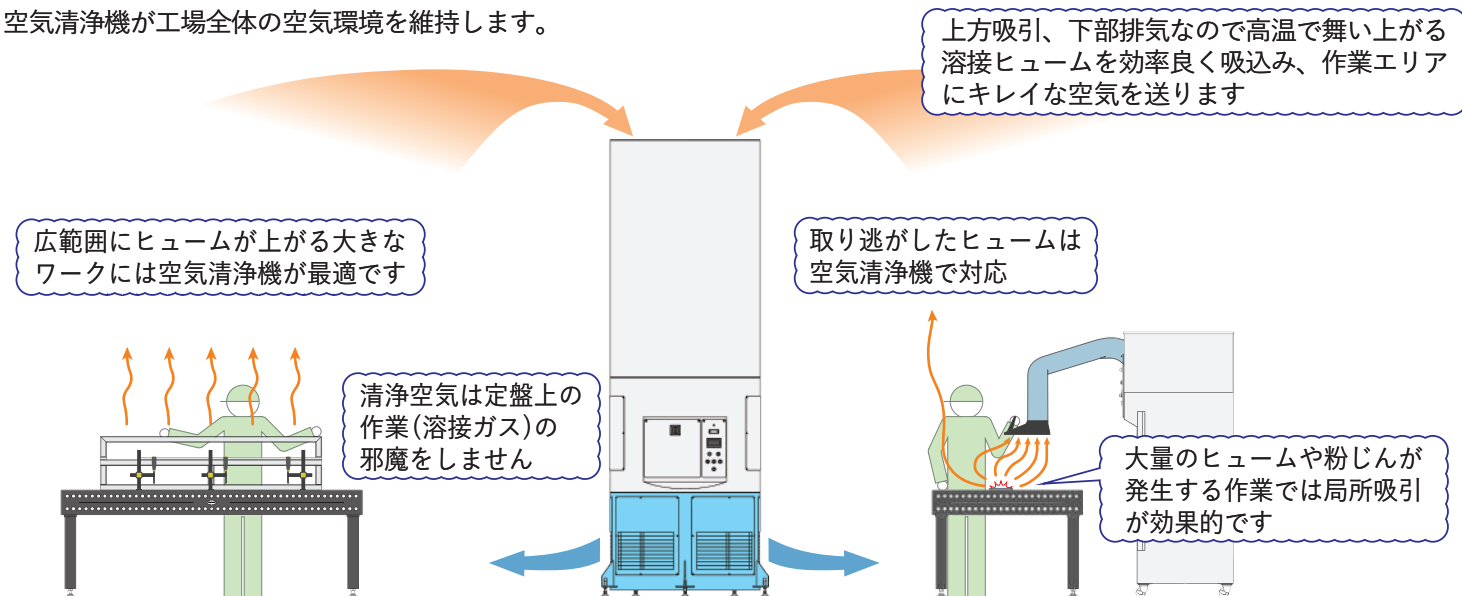 空気清浄機が工場全体の空気環境を維持します。
上方吸引、下部排気なので高温で舞い上がる
溶接ヒュームを効率良く吸込み、作業エリア
にキレイな空気を送ります
広範囲にヒュームが上がる大きな
ワークには空気清浄機が最適です
取り逃がしたヒュームは
空気清浄機で対応
清浄空気は定盤上の
作業(溶接ガス)の
邪魔をしません
大量のヒュームや粉じんが
発生する作業では局所吸引
が効果的です